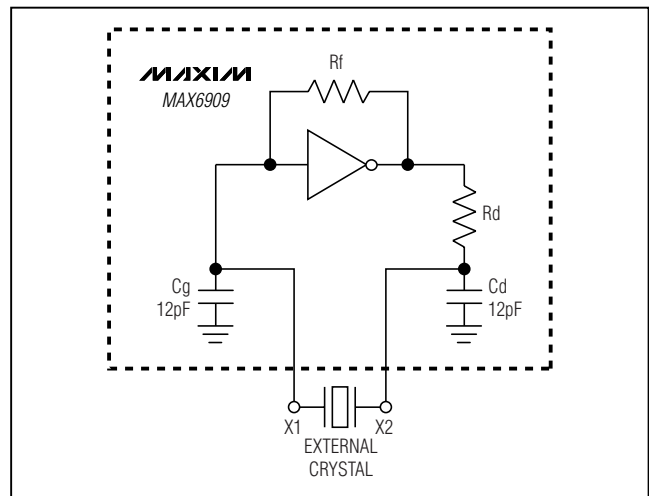 Rf
MAXIM
MAX6909
Rd
Cg
12pF
Cd
12pF
X1
X2
EXTERNAL
CRYSTAL